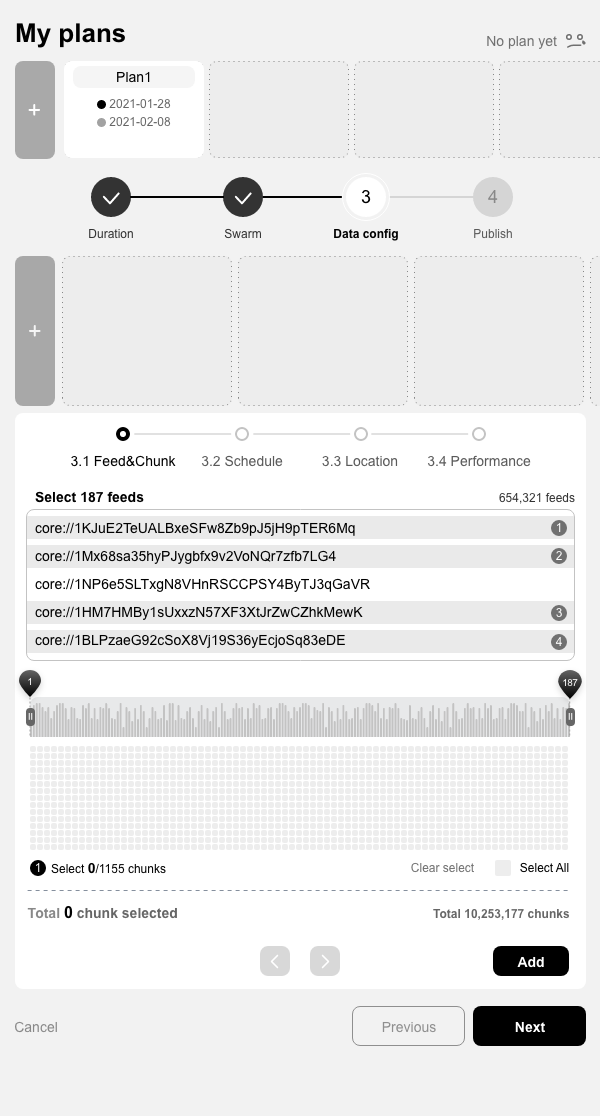 My plans
No plan yet
+
Plan1
2021-01-28
2021-02-08
3
4
Duration
Swarm
Data config
Publish
+
3.1 Feed&Chunk
3.2 Schedule
3.3 Location
3.4 Performance
Select 187 feeds
654,321 feeds
core://1KJuE2TeUALBxeSFw8Zb9pJ5jH9pTER6Mq
1
core://1Mx68sa35hyPJygbfx9v2VoNQr7zfb7LG4
2
core://1NP6e5SLTxgN8VHnRSCCPSY4ByTJ3qGaVR
core://1HM7HMBy1sUxxzN57XF3XtJrZwCZhkMewK
3
core://1BLPzaeG92cSoX8Vj19S36yEcjoSq83eDE
4
1
187
1
Select 0/1155 chunks
Clear select
Select All
Total 0 chunk selected
Total 10,253,177 chunks
Add
Cancel
Previous
Next